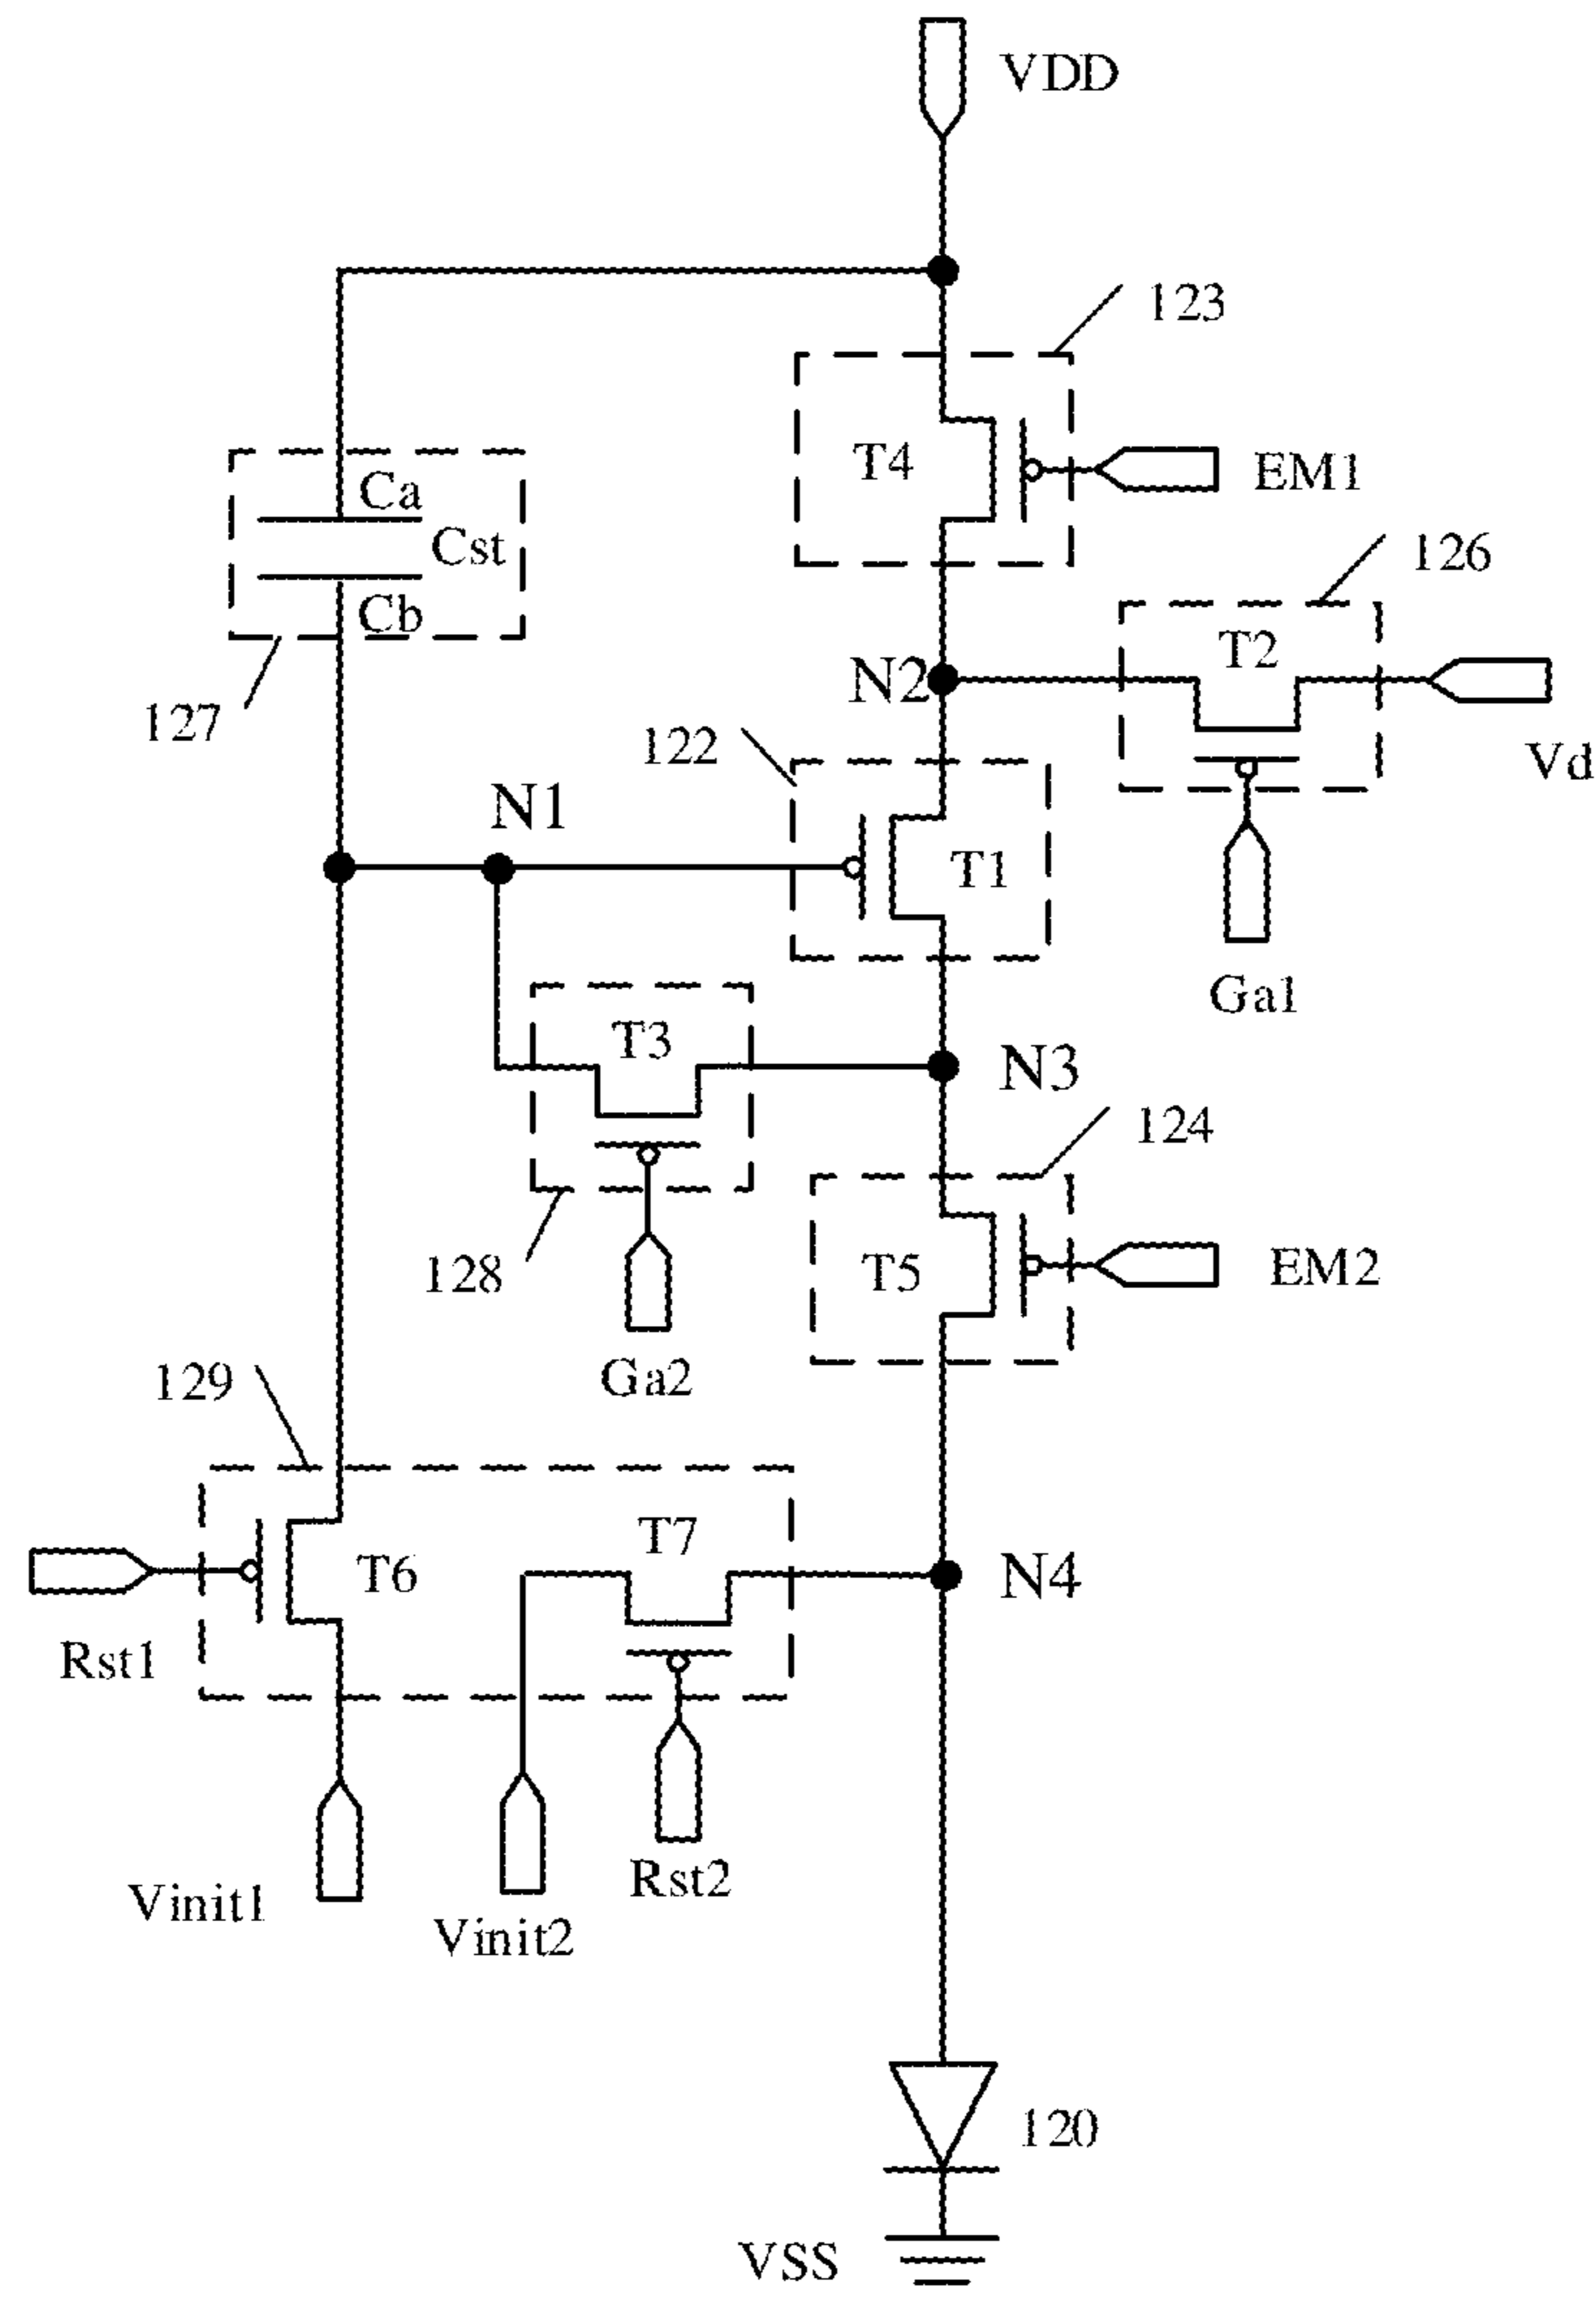 VDD
123
Ca
T4
EM1
Cst
126
Cb
T2
N2
127
122
Vd
N1
T1
Ga1
T3
N3
124
128
T5
EM2
Ga2
129
T7
T6
N4
Rst1
Rst2
Vinit1
Vinit2
120
VSS